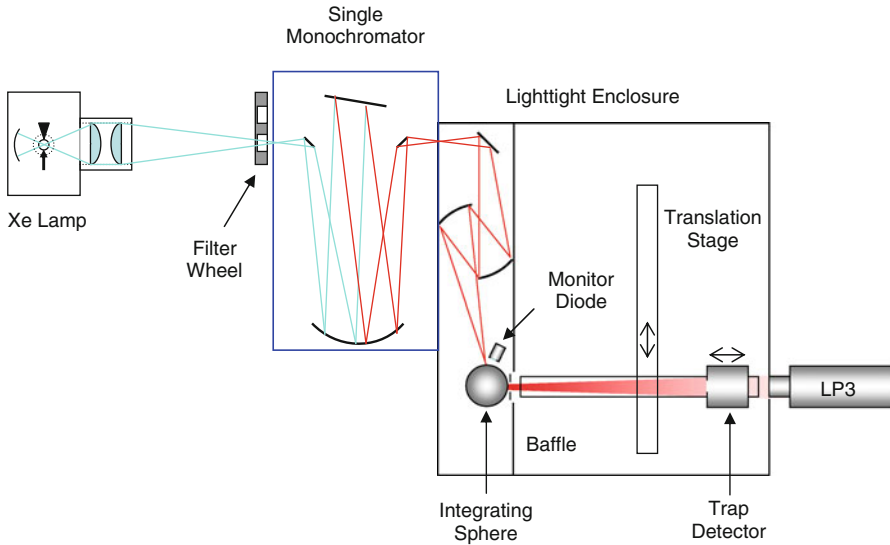 Single
Monochromator
Lighttight Enclosure
Xe Lamp
Filter
Wheel
Translation
Stage
Monitor
Diode
LP3
Baffle
Integrating
Sphere
Trap
Detector